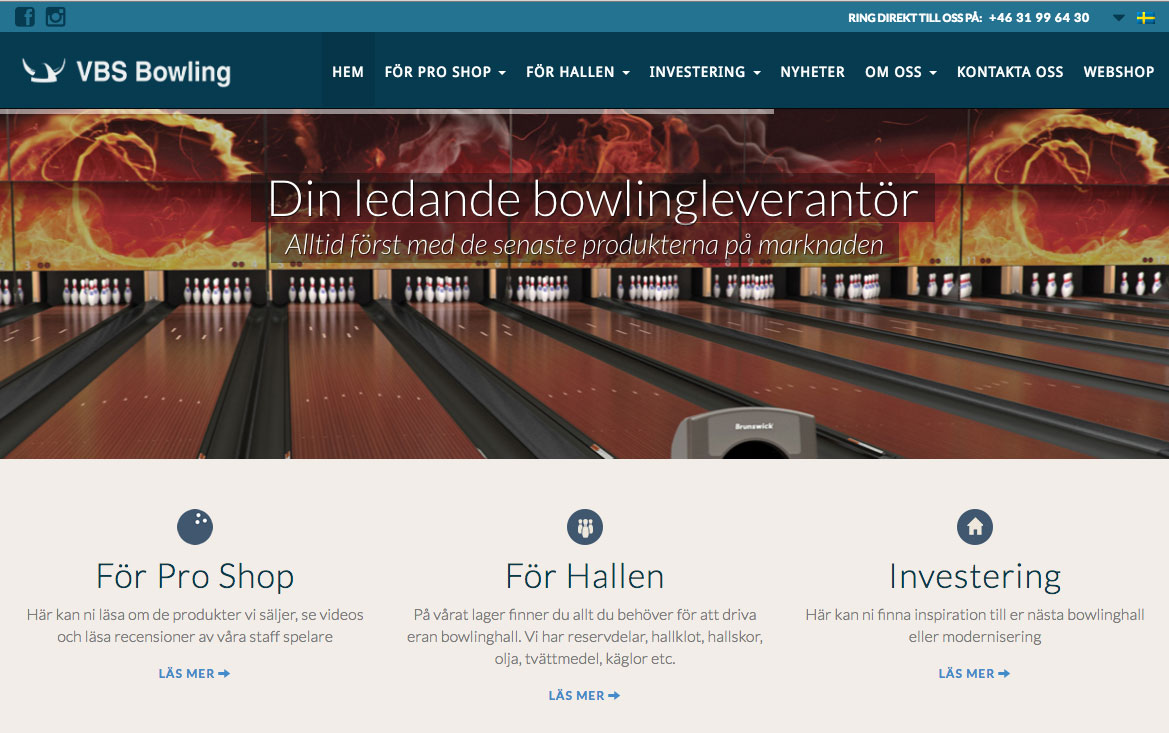 RING DIREKT TILL OSS PÅ: +46 31 99 64 30
VBS Bowling
HEM FÖR PRO SHOP FÖR HALLEN INVESTERING NYHETER OM OSS KONTAKTA OSS WEBSHOP
Din ledande bowlingleverantör
Alltid först med de senaste produkterna på marknaden
Brunswick
För Pro Shop
Här kan ni läsa om de produkter vi säljer, se videos
och läsa recensioner av våra staff spelare
LÄS MER
För Hallen
På vårat lager finner du allt du behöver för att driva
eran bowlinghall. Vi har reservdelar, hallklot, hallskor,
olja, tvättmedel, käglor etc.
LÄS MER
Investering
Här kan ni finna inspiration till er nästa bowlinghall
eller modernisering
LÄS MER